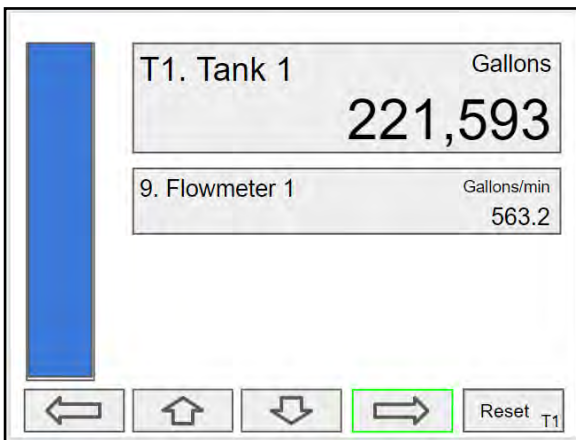 T1. Tank 1 Gallons
221,593
9. Flowmeter 1 Gallons/min
563.2
Reset T1